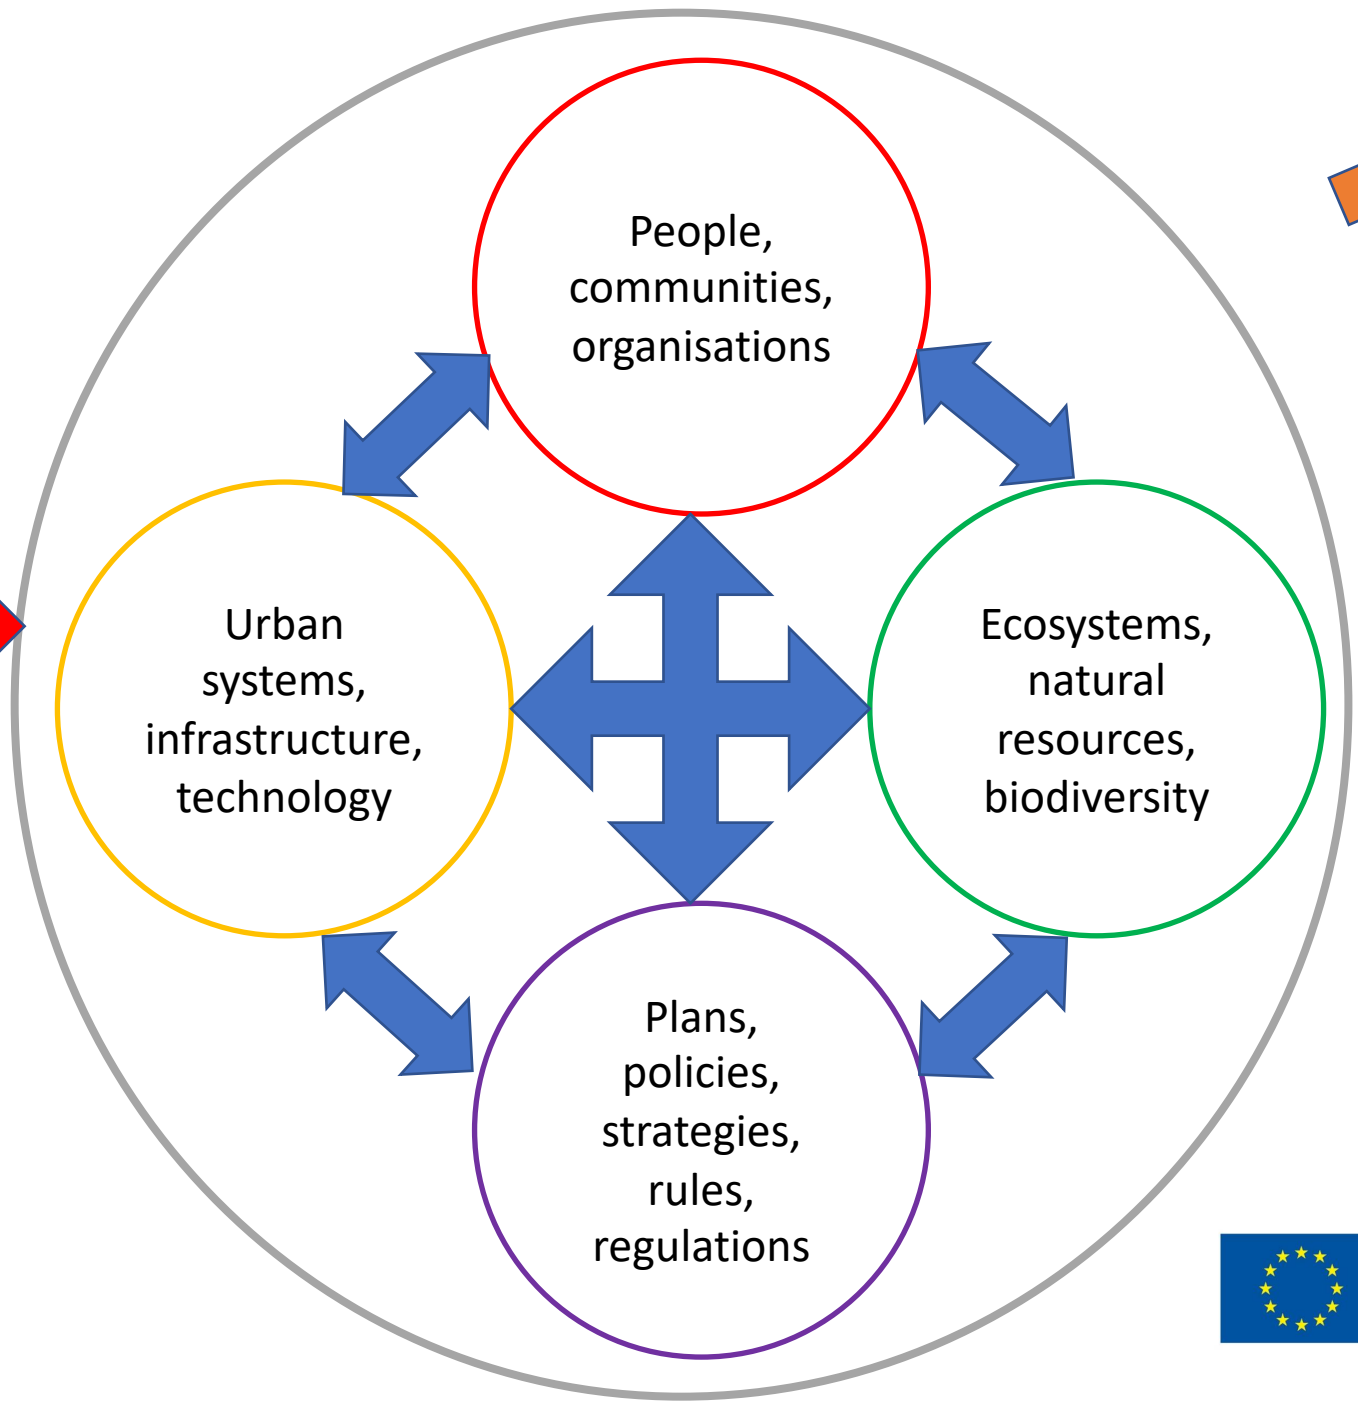 People,
communities,
organisations
Urban
systems,
infrastructure,
technology
Ecosystems,
natural
resources,
biodiversity
Plans,
policies,
strategies,
rules,
regulations